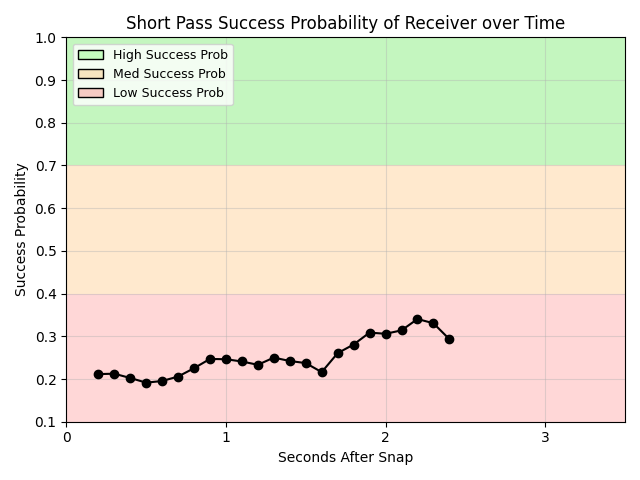 Short Pass Success Probability of Receiver over Time
1.0
High Success Prob
Med Success Prob
0.9
Low Success Prob
0.8
0.7
0.6
Success Probability
0.5
0.4
0.3
0.2
0.1
0 1 2 3
Seconds After Snap